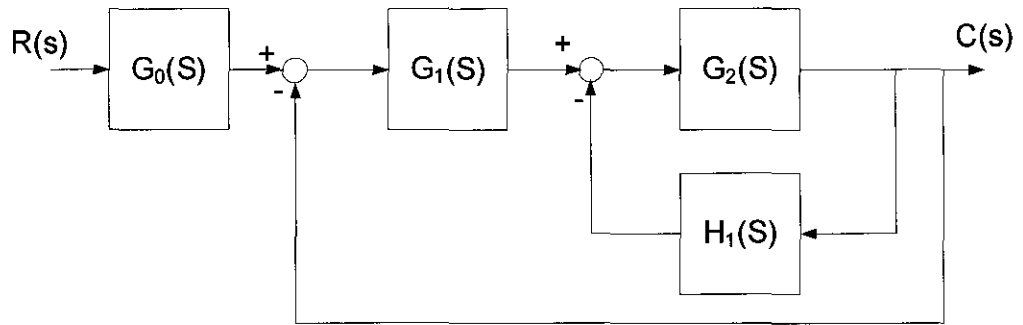 R(s)
G₀(S)
+
-
G₁(S)
+
-
G₂(S)
C(s)
H₁(S)